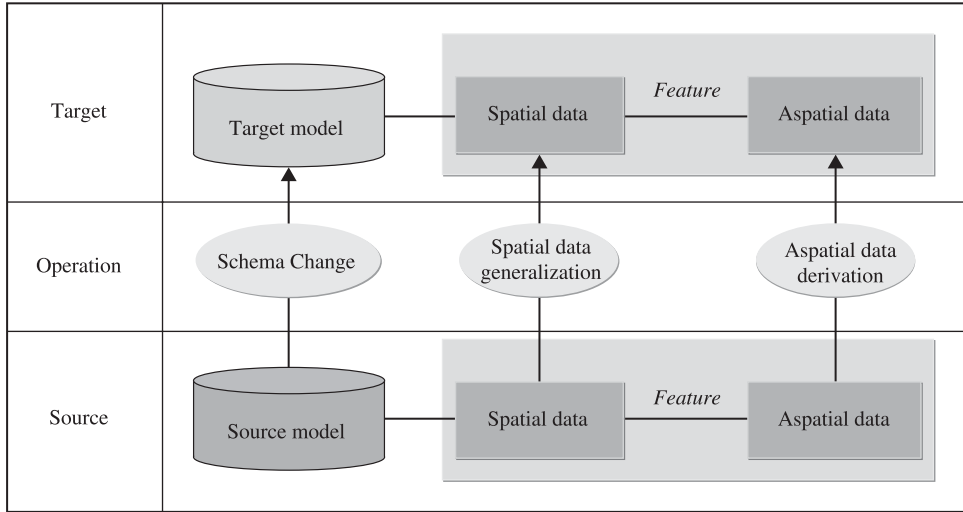 Target
Target model
Spatial data
Feature
Aspatial data
Operation
Schema Change
Spatial data
generalization
Aspatial data
derivation
Source
Source model
Spatial data
Feature
Aspatial data